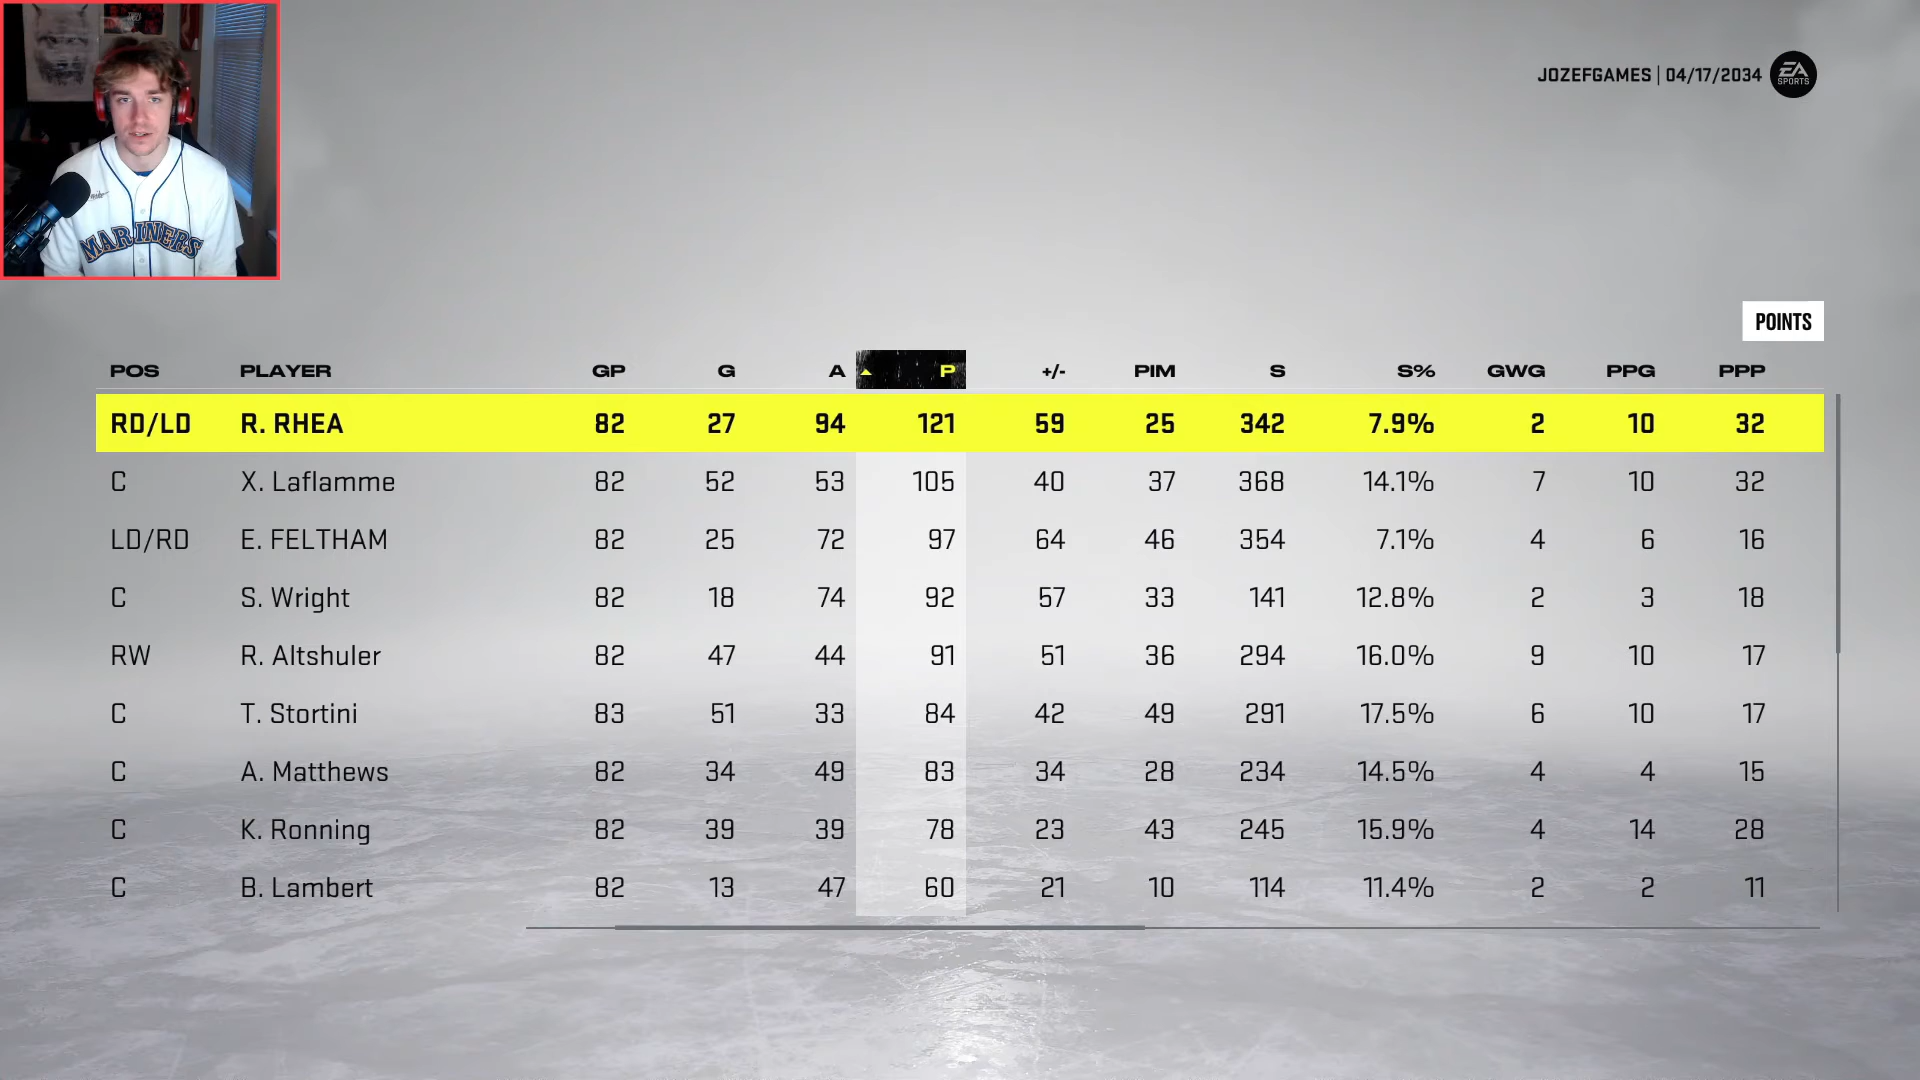 MARINERS
JOZEFGAMES | 04/17/2034 EA SPORTS
POINTS
POS PLAYER GP G A P +/- PIM S S% GWG PPG PPP
RD/LD R. RHEA 82 27 94 121 59 25 342 7.9% 2 10 32
C X. Laflamme 82 52 53 105 40 37 368 14.1% 7 10 32
LD/RD E. FELTHAM 82 25 72 97 64 46 354 7.1% 4 6 16
C S. Wright 82 18 74 92 57 33 141 12.8% 2 3 18
RW R. Altshuler 82 47 44 91 51 36 294 16.0% 9 10 17
C T. Stortini 83 51 33 84 42 49 291 17.5% 6 10 17
C A. Matthews 82 34 49 83 34 28 234 14.5% 4 4 15
C K. Ronning 82 39 39 78 23 43 245 15.9% 4 14 28
C B. Lambert 82 13 47 60 21 10 114 11.4% 2 2 11